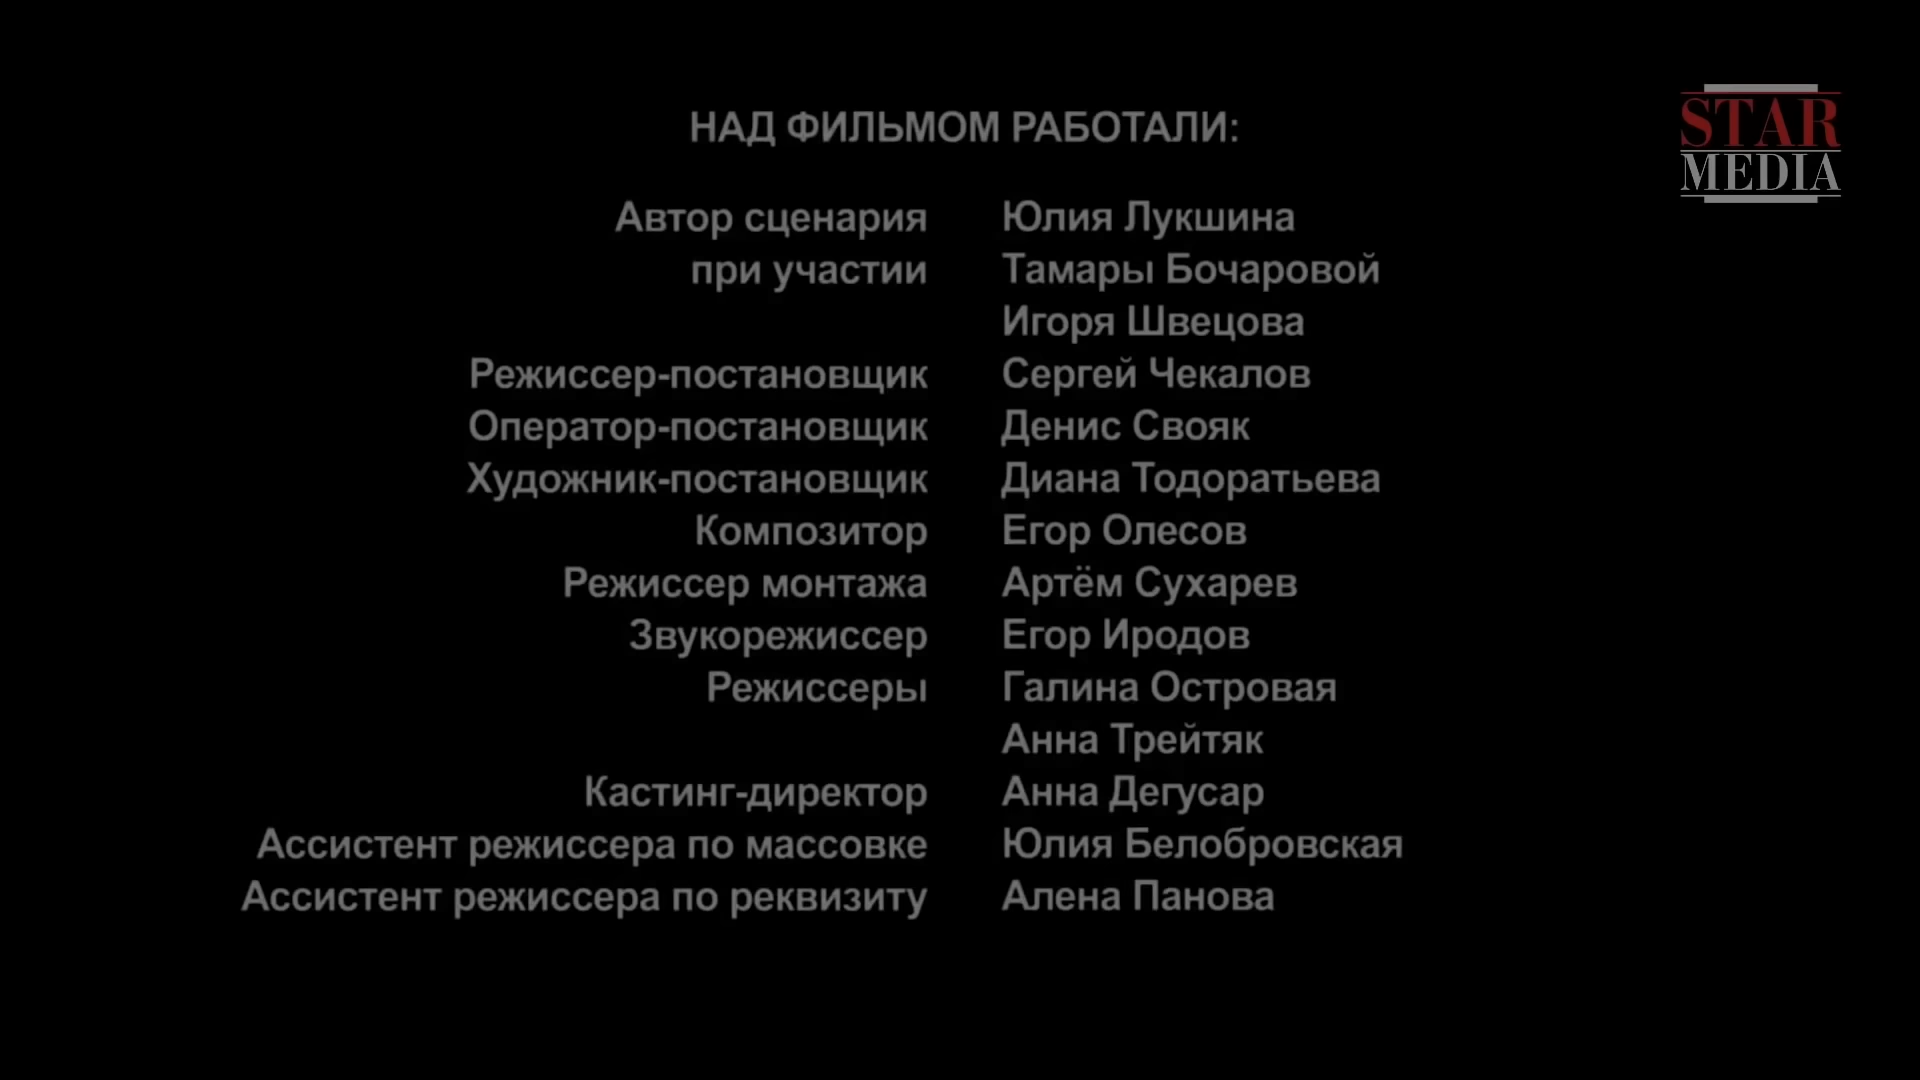 НАД ФИЛЬМОМ РАБОТАЛИ:
STAR
MEDIA
Автор сценария Юлия Лукшина
при участии Тамары Бочаровой
Игоря Швецова
Режиссер-постановщик Сергей Чекалов
Оператор-постановщик Денис Свояк
Художник-постановщик Диана Тодоратьева
Композитор Егор Олесов
Режиссер монтажа Артём Сухарев
Звукорежиссер Егор Иродов
Режиссеры Галина Островая
Анна Трейтяк
Кастинг-директор Анна Дегусар
Ассистент режиссера по массовке Юлия Белобровская
Ассистент режиссера по реквизиту Алена Панова